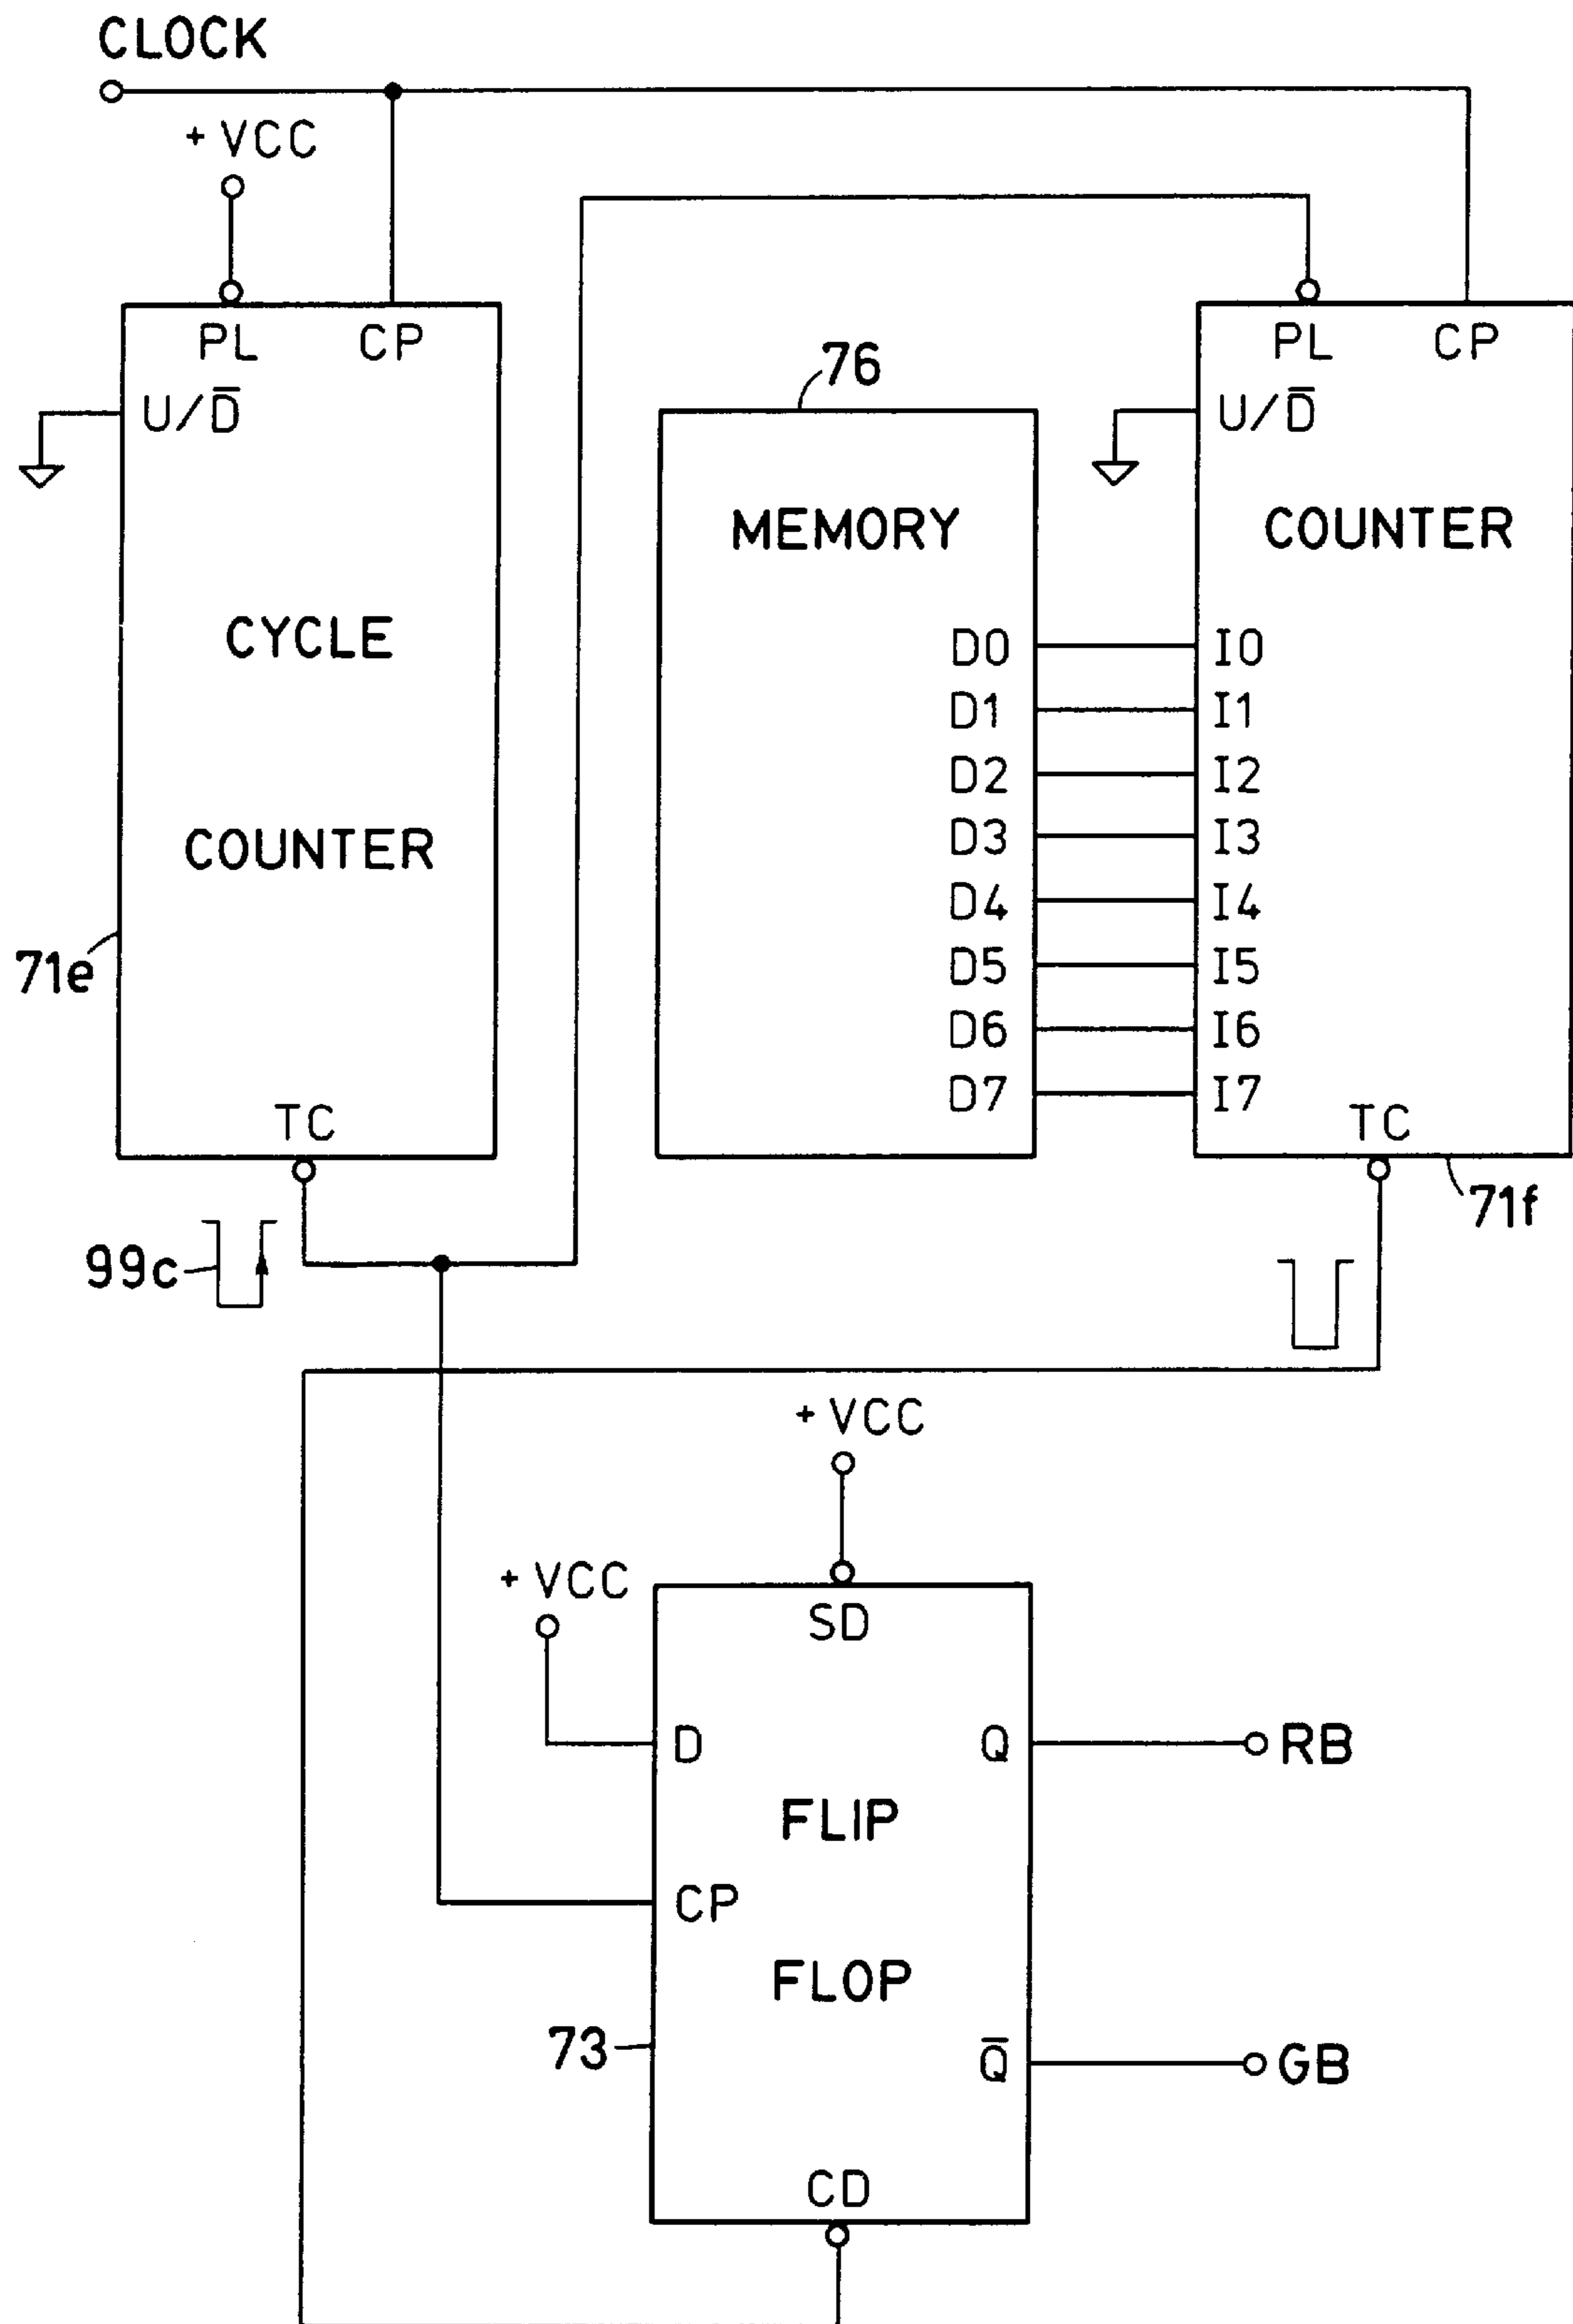 CLOCK
+ VCC
PL CP
U/D̅
CYCLE
COUNTER
71e
TC
99c
76
MEMORY
D0
D1
D2
D3
D4
D5
D6
D7
PL CP
U/D̅
COUNTER
I0
I1
I2
I3
I4
I5
I6
I7
TC
71f
+ VCC
+ VCC
SD
D Q RB
FLIP
CP
FLOP
73 Q̅ GB
CD